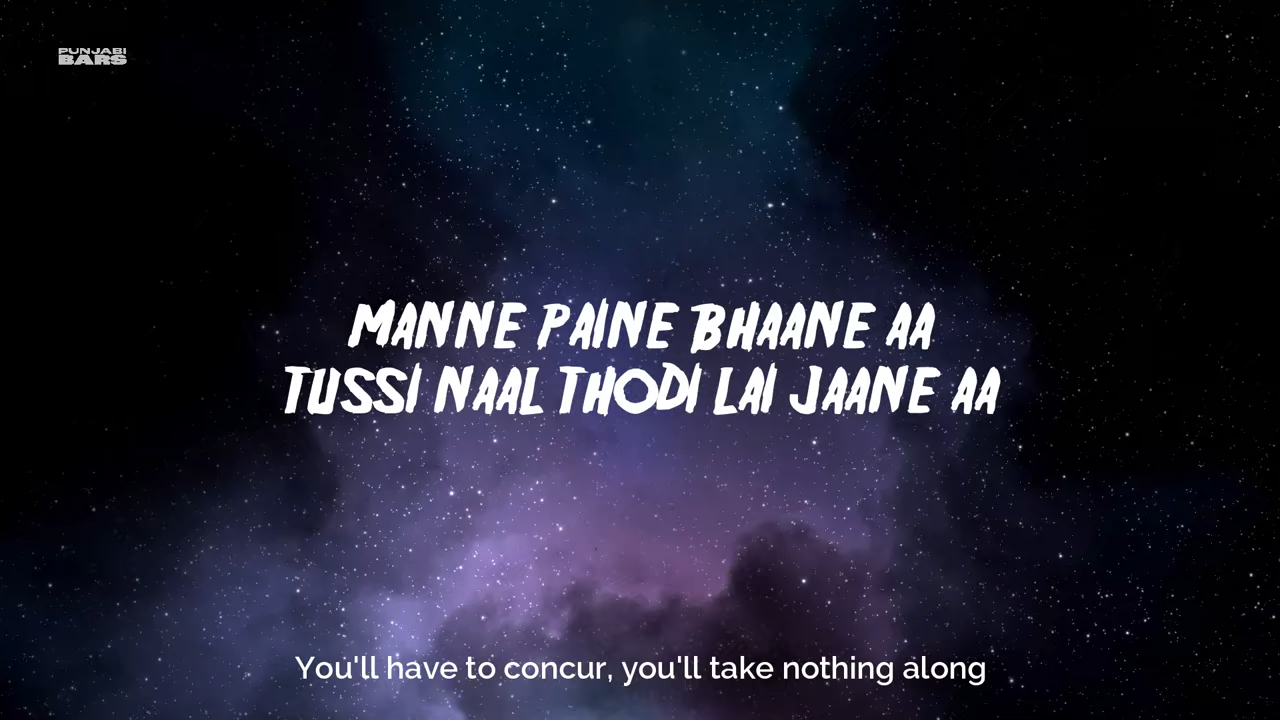 PUNJABI
BARS
MANNE PAINE BHAANE AA
TUSSI NAAL THODI LAI JAANE AA
You'll have to concur, you'll take nothing along